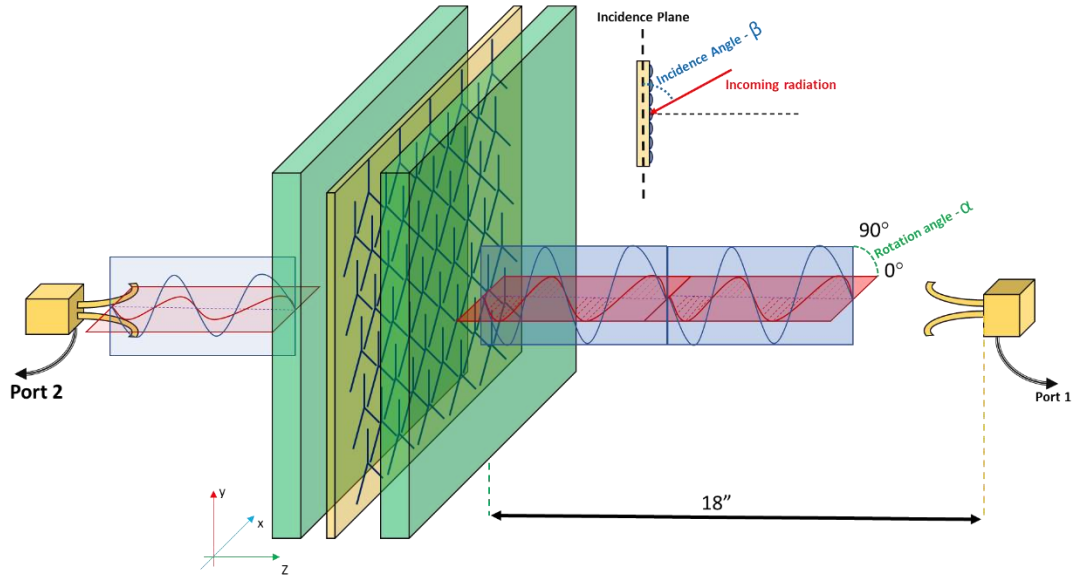 Incidence Plane
Incidence Angle - β
Incoming radiation
90°
0°
Rotation angle - α
Port 2
Port 1
18”
y
x
Z